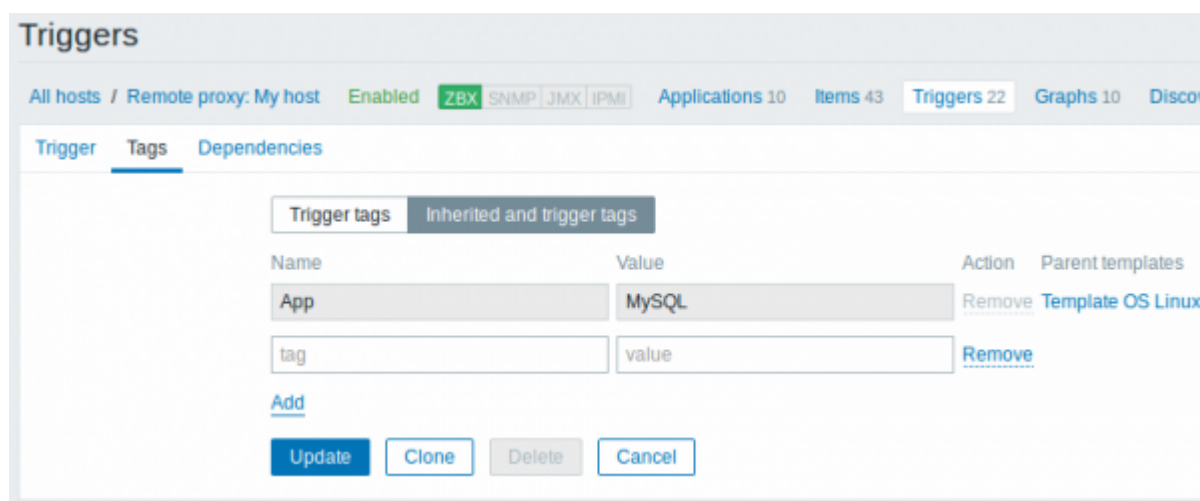 Triggers
All hosts / Remote proxy: My host Enabled ZBX SNMP JMX IPMI Applications 10 Items 43 Triggers 22 Graphs 10 Disco
Trigger Tags Dependencies
Trigger tags Inherited and trigger tags
Name Value Action Parent templates
App MySQL Remove Template OS Linux
tag value Remove
Add
Update Clone Delete Cancel